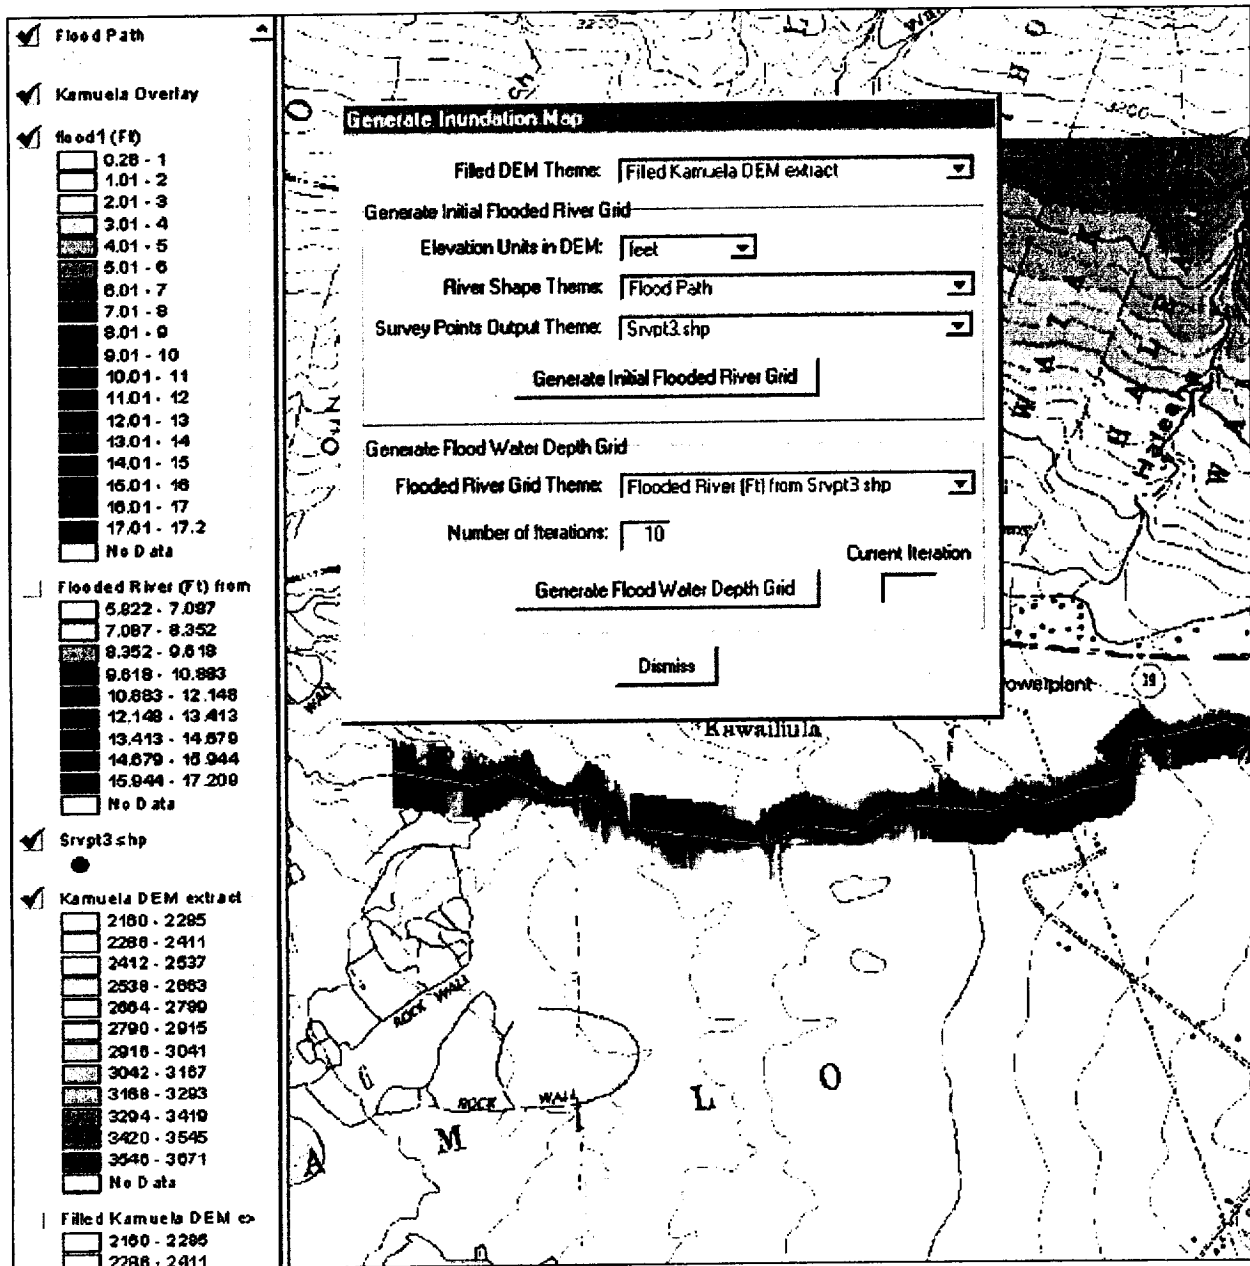 Flood Path
Kamuela Overlay
flood1 (Ft)
0.28 - 1
1.01 - 2
2.01 - 3
3.01 - 4
4.01 - 5
5.01 - 6
6.01 - 7
7.01 - 8
8.01 - 9
9.01 - 10
10.01 - 11
11.01 - 12
12.01 - 13
13.01 - 14
14.01 - 15
15.01 - 16
16.01 - 17
17.01 - 17.2
No Data
Flooded River (Ft) from
5.822 - 7.087
7.087 - 8.352
8.352 - 9.618
9.618 - 10.883
10.883 - 12.148
12.148 - 13.413
13.413 - 14.679
14.679 - 15.944
15.944 - 17.209
No Data
Srvpt3.shp
Kamuela DEM extract
2160 - 2285
2286 - 2411
2412 - 2537
2538 - 2663
2664 - 2789
2790 - 2915
2916 - 3041
3042 - 3167
3168 - 3293
3294 - 3419
3420 - 3545
3546 - 3671
No Data
Filled Kamuela DEM ex
2160 - 2285
2286 - 2411
Generate Inundation Map
Filled DEM Theme: Filled Kamuela DEM extract
Generate Initial Flooded River Grid
Elevation Units in DEM: feet
River Shape Theme: Flood Path
Survey Points Output Theme: Srvpt3.shp
Generate Initial Flooded River Grid
Generate Flood Water Depth Grid
Flooded River Grid Theme: Flooded River (Ft) from Srvpt3.shp
Number of Iterations: 10
Current Iteration
Generate Flood Water Depth Grid
Dismiss
3200
3200
owerplant
19
Kawaihula
ROCK WALL
ROCK WALL
A M I L O